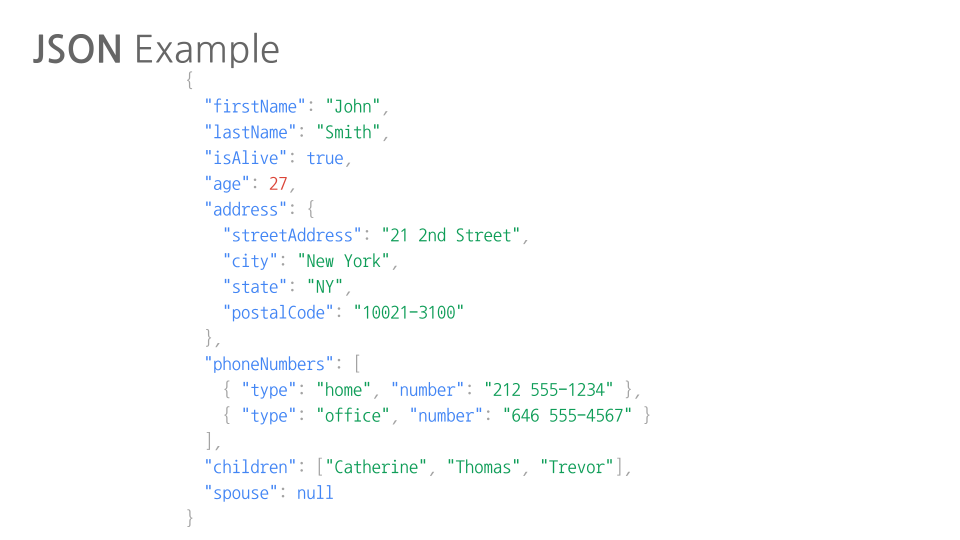 JSON Example
{
  "firstName": "John",
  "lastName": "Smith",
  "isAlive": true,
  "age": 27,
  "address": {
    "streetAddress": "21 2nd Street",
    "city": "New York",
    "state": "NY",
    "postalCode": "10021-3100"
  },
  "phoneNumbers": [
    { "type": "home", "number": "212 555-1234" },
    { "type": "office", "number": "646 555-4567" }
  ],
  "children": ["Catherine", "Thomas", "Trevor"],
  "spouse": null
}